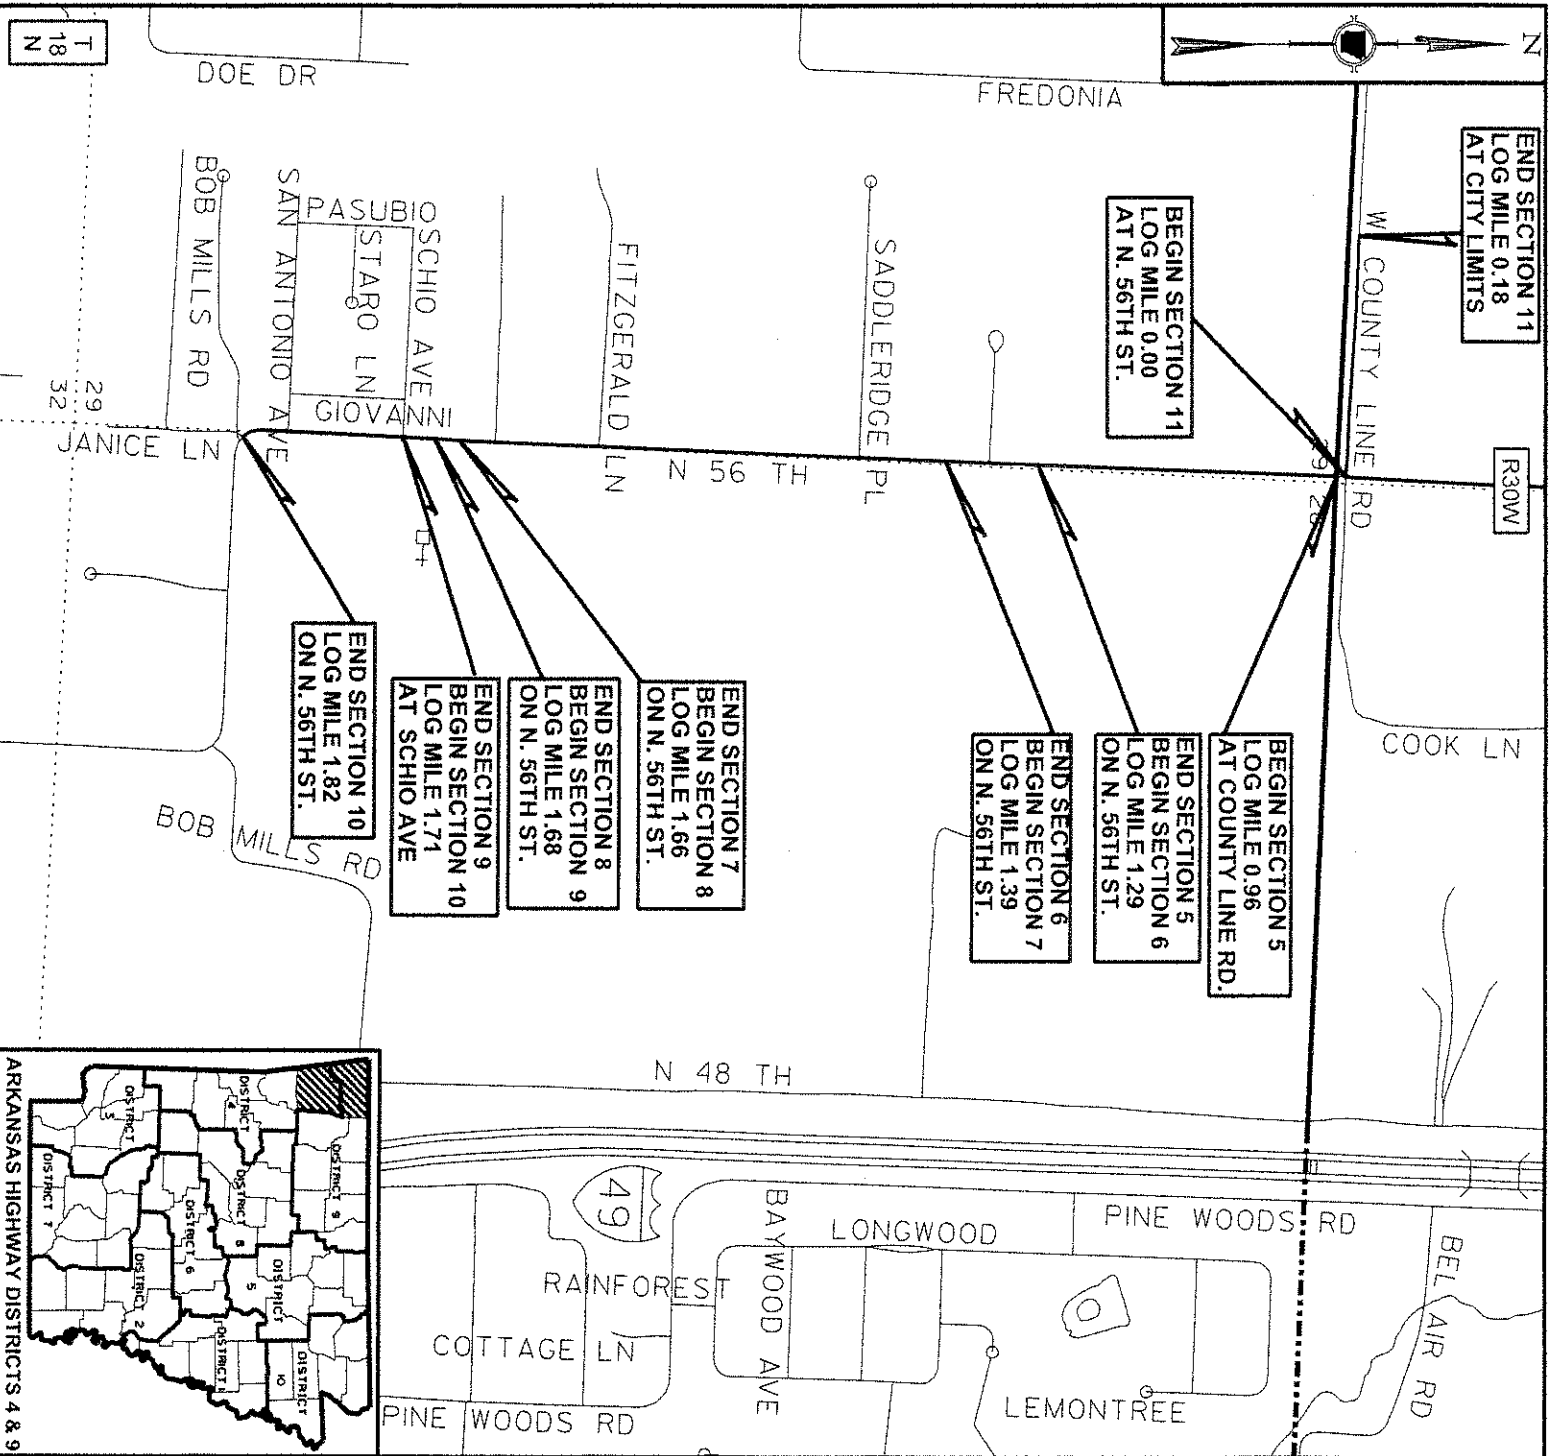 N
END SECTION 11
LOG MILE 0.18
AT CITY LIMITS
W COUNTY LINE RD
R30W
COOK LN
BEL AIR RD
FREDONIA
BEGIN SECTION 11
LOG MILE 0.00
AT N. 56TH ST.
29
28
BEGIN SECTION 5
LOG MILE 0.96
AT COUNTY LINE RD.
END SECTION 5
BEGIN SECTION 6
LOG MILE 1.29
ON N. 56TH ST.
END SECTION 6
BEGIN SECTION 7
LOG MILE 1.39
ON N. 56TH ST.
PINE WOODS RD
SADDLERIDGE PL
N 56 TH
N 48 TH
LONGWOOD
LEMONTREE
BAYWOOD AVE
FITZGERALD LN
END SECTION 7
BEGIN SECTION 8
LOG MILE 1.66
ON N. 56TH ST.
END SECTION 8
BEGIN SECTION 9
LOG MILE 1.68
ON N. 56TH ST.
END SECTION 9
BEGIN SECTION 10
LOG MILE 1.71
AT SCHIO AVE
END SECTION 10
LOG MILE 1.82
ON N. 56TH ST.
49
RAINFOREST
COTTAGE LN
PINE WOODS RD
PASUBIO
SCHIO AVE
STARO LN
GIOVANNI
SAN ANTONIO AVE
DOE DR
BOB MILLS RD
JANICE LN
BOB MILLS RD
T
18
N
29
32
DISTRICT
9
DISTRICT
4
DISTRICT
8
DISTRICT
5
DISTRICT
10
DISTRICT
3
DISTRICT
6
DISTRICT 1
DISTRICT 2
DISTRICT 7
ARKANSAS HIGHWAY DISTRICTS 4 & 9